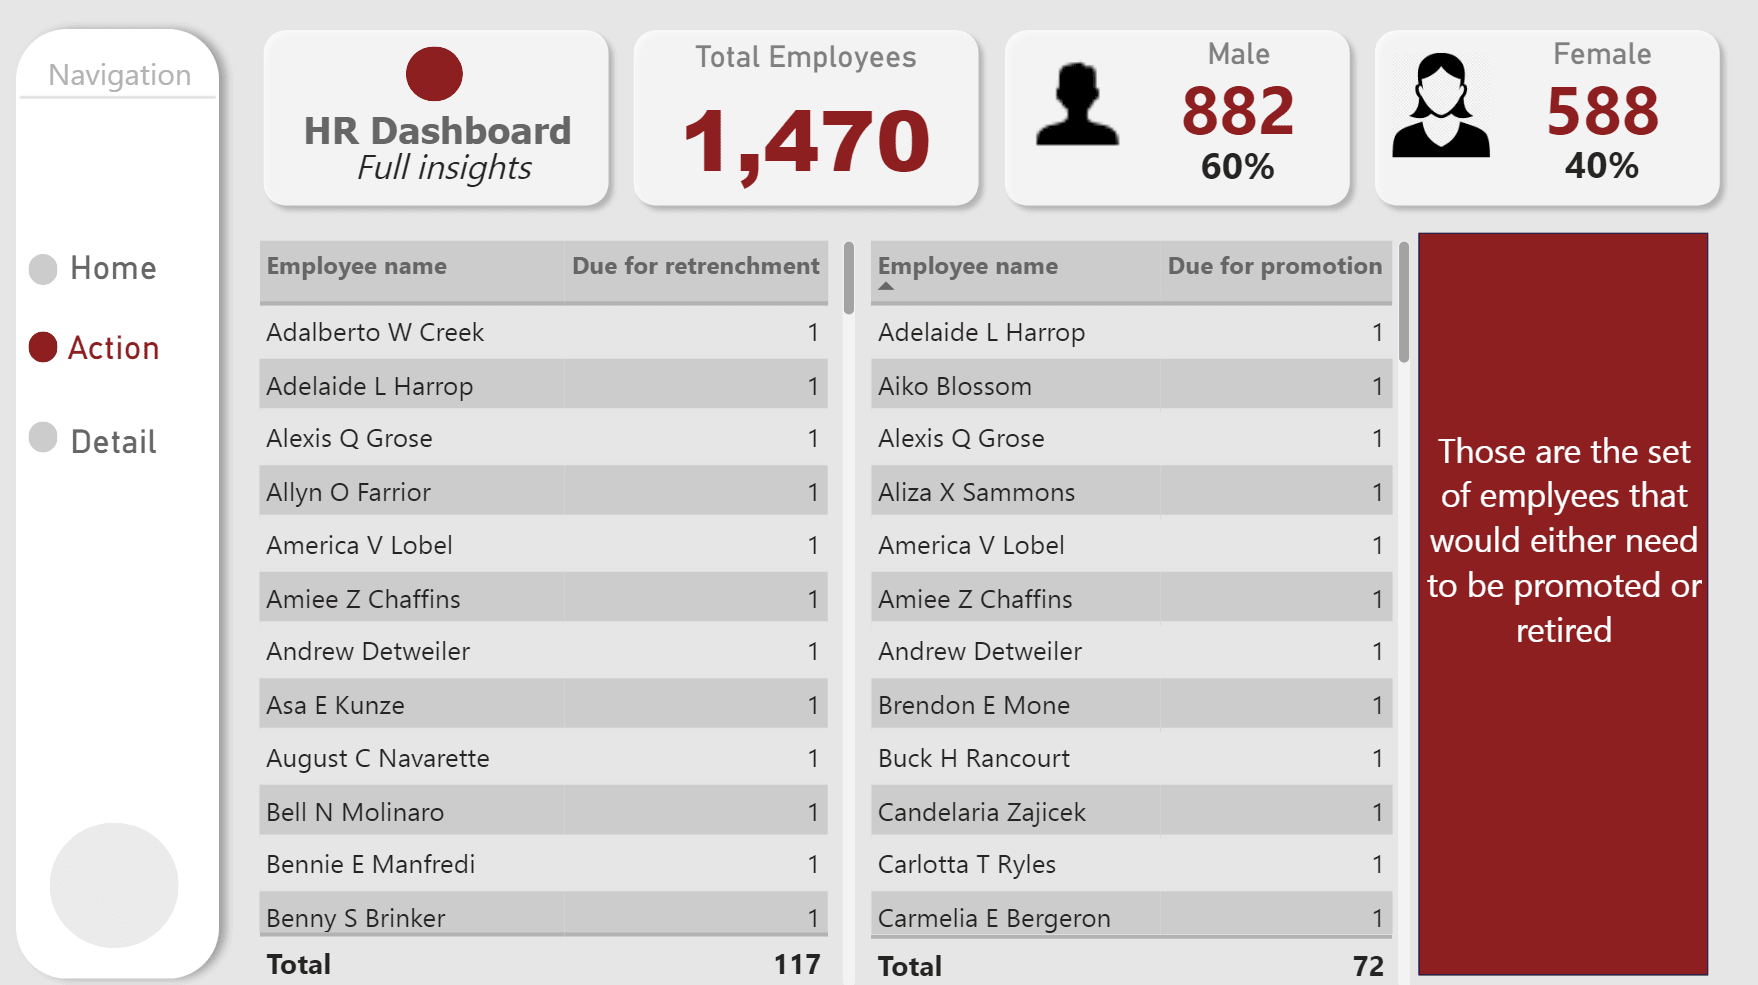 Navigation
Home
Action
Detail
HR Dashboard
Full insights
Total Employees
1,470
Male
882
60%
Female
588
40%
Employee name Due for retrenchment
Adalberto W Creek 1
Adelaide L Harrop 1
Alexis Q Grose 1
Allyn O Farrior 1
America V Lobel 1
Amiee Z Chaffins 1
Andrew Detweiler 1
Asa E Kunze 1
August C Navarette 1
Bell N Molinaro 1
Bennie E Manfredi 1
Benny S Brinker 1
Total 117
Employee name Due for promotion
Adelaide L Harrop 1
Aiko Blossom 1
Alexis Q Grose 1
Aliza X Sammons 1
America V Lobel 1
Amiee Z Chaffins 1
Andrew Detweiler 1
Brendon E Mone 1
Buck H Rancourt 1
Candelaria Zajicek 1
Carlotta T Ryles 1
Carmelia E Bergeron 1
Total 72
Those are the set
of emplyees that
would either need
to be promoted or
retired